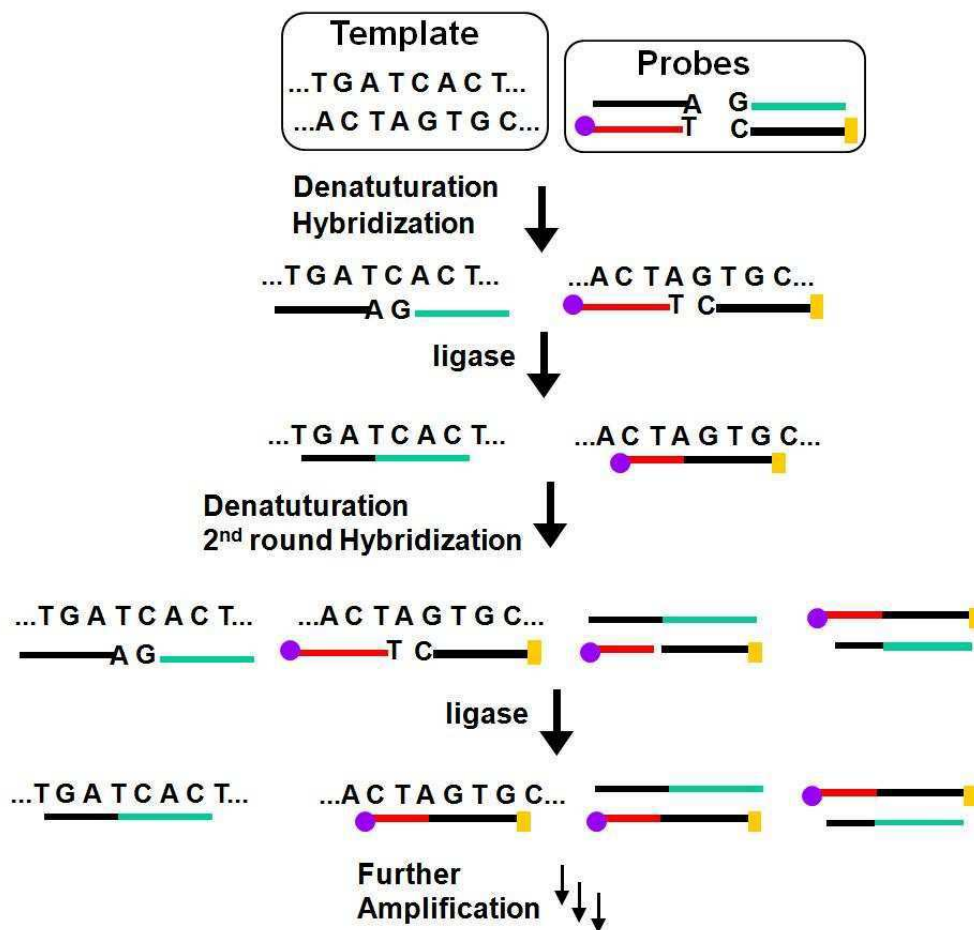 Template
...T G A T C A C T...
...A C T A G T G C...
Probes
A G
T C
Denatuturation
Hybridization
...T G A T C A C T...
A G
...A C T A G T G C...
T C
ligase
...T G A T C A C T...
...A C T A G T G C...
Denatuturation
2nd round Hybridization
...T G A T C A C T...
A G
...A C T A G T G C...
T C
ligase
...T G A T C A C T...
...A C T A G T G C...
Further
Amplification